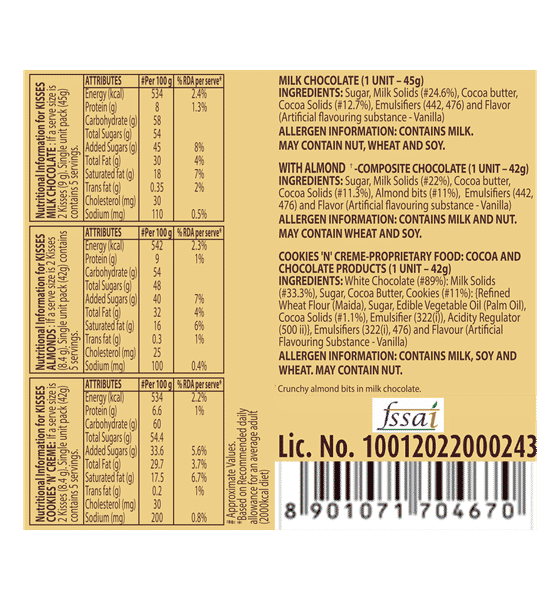 Nutritional Information for KISSES
MILK CHOCOLATE : If a serve size is
2 Kisses (9 g). Single unit pack (45g)
contains 5 servings.
ATTRIBUTES #Per 100 g % RDA per serve*
Energy (kcal) 534 2.4%
Protein (g) 8 1.3%
Carbohydrate (g) 58
Total Sugars (g) 54
Added Sugars (g) 45 8%
Total Fat (g) 30 4%
Saturated fat (g) 18 7%
Trans fat (g) 0.35 2%
Cholesterol (mg) 30
Sodium (mg) 110 0.5%
Nutritional Information for KISSES
ALMONDS : If a serve size is 2 Kisses
(8.4 g). Single unit pack (42g) contains
5 servings.
ATTRIBUTES #Per 100 g % RDA per serve*
Energy (kcal) 542 2.3%
Protein (g) 9 1%
Carbohydrate (g) 54
Total Sugars (g) 48
Added Sugars (g) 40 7%
Total Fat (g) 32 4%
Saturated fat (g) 16 6%
Trans fat (g) 0.3 1%
Cholesterol (mg) 25
Sodium (mg) 100 0.4%
Nutritional Information for KISSES
COOKIES 'N' CREME: If a serve size is
2 Kisses (8.4 g). Single unit pack (42g)
contains 5 servings.
ATTRIBUTES #Per 100 g % RDA per serve*
Energy (kcal) 534 2.2%
Protein (g) 6.6 1%
Carbohydrate (g) 60
Total Sugars (g) 54.4
Added Sugars (g) 33.6 5.6%
Total Fat (g) 29.7 3.7%
Saturated fat (g) 17.5 6.7%
Trans fat (g) 0.2 1%
Cholesterol (mg) 30
Sodium (mg) 200 0.8%
# Approximate Values.
*Based on Recommended daily
allowance for an average adult
(2000kcal diet)
MILK CHOCOLATE (1 UNIT – 45g)
INGREDIENTS: Sugar, Milk Solids (#24.6%), Cocoa butter,
Cocoa Solids (#12.7%), Emulsifiers (442, 476) and Flavor
(Artificial flavouring substance - Vanilla)
ALLERGEN INFORMATION: CONTAINS MILK.
MAY CONTAIN NUT, WHEAT AND SOY.
WITH ALMOND † -COMPOSITE CHOCOLATE (1 UNIT – 42g)
INGREDIENTS: Sugar, Milk Solids (#22%), Cocoa butter,
Cocoa Solids (#11.3%), Almond bits (#11%), Emulsifiers (442,
476) and Flavor (Artificial flavouring substance - Vanilla)
ALLERGEN INFORMATION: CONTAINS MILK AND NUT.
MAY CONTAIN WHEAT AND SOY.
COOKIES 'N' CREME-PROPRIETARY FOOD: COCOA AND
CHOCOLATE PRODUCTS (1 UNIT – 42g)
INGREDIENTS: White Chocolate (#89%): Milk Solids
(#33.3%), Sugar, Cocoa Butter, Cookies (#11%): {Refined
Wheat Flour (Maida), Sugar, Edible Vegetable Oil (Palm Oil),
Cocoa Solids (#1.1%), Emulsifier (322(i)), Acidity Regulator
(500 ii)}, Emulsifiers (322(i), 476) and Flavour (Artificial
Flavouring Substance - Vanilla)
ALLERGEN INFORMATION: CONTAINS MILK, SOY AND
WHEAT. MAY CONTAIN NUT.
Crunchy almond bits in milk chocolate.
fssai
Lic. No. 10012022000243
8 901071 704670